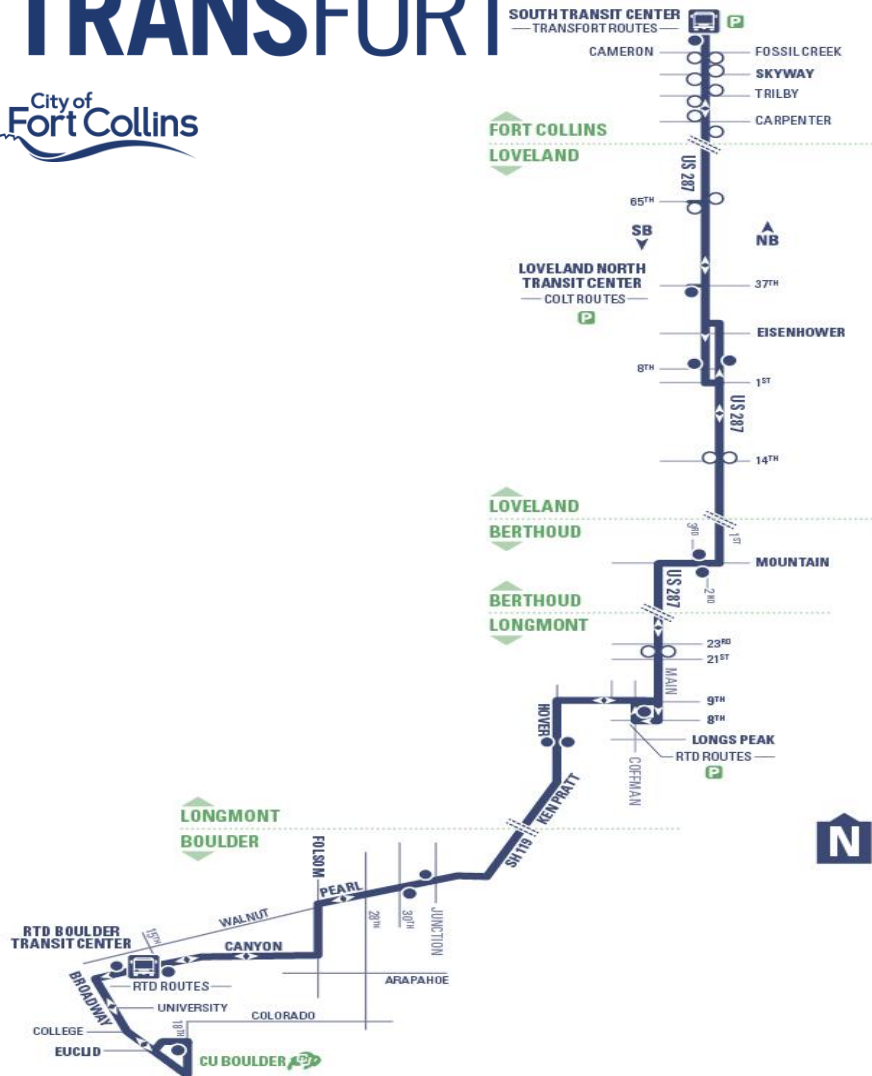 TRANSFORT
City of
Fort Collins
SOUTH TRANSIT CENTER
TRANSFORT ROUTES
P
CAMERON
FOSSIL CREEK
SKYWAY
TRILBY
CARPENTER
FORT COLLINS
LOVELAND
US 287
65TH
SB
NB
LOVELAND NORTH
TRANSIT CENTER
COLT ROUTES
P
37TH
EISENHOWER
8TH
1ST
US 287
14TH
LOVELAND
BERTHOUD
3RD
1ST
MOUNTAIN
2ND
US 287
BERTHOUD
LONGMONT
23RD
21ST
MAIN
9TH
8TH
HOVER
LONGS PEAK
RTD ROUTES
P
COFFMAN
KEN PRATT
LONGMONT
BOULDER
SH 119
N
FOLSOM
PEARL
28TH
30TH
JUNCTION
WALNUT
15TH
RTD BOULDER
TRANSIT CENTER
CANYON
RTD ROUTES
ARAPAHOE
BROADWAY
UNIVERSITY
COLORADO
18TH
COLLEGE
EUCLID
CU BOULDER
CU